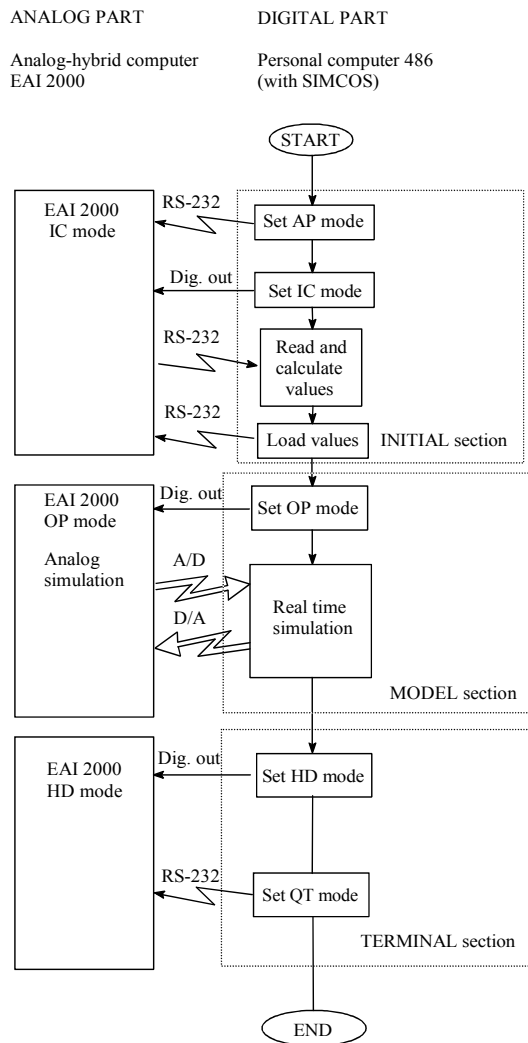 ANALOG PART
DIGITAL PART
Analog-hybrid computer
EAI 2000
Personal computer 486
(with SIMCOS)
START
EAI 2000
IC mode
RS-232
Set AP mode
Dig. out
Set IC mode
RS-232
Read and
calculate
values
RS-232
Load values
INITIAL section
EAI 2000
OP mode
Analog
simulation
Dig. out
Set OP mode
A/D
D/A
Real time
simulation
MODEL section
EAI 2000
HD mode
Dig. out
Set HD mode
RS-232
Set QT mode
TERMINAL section
END